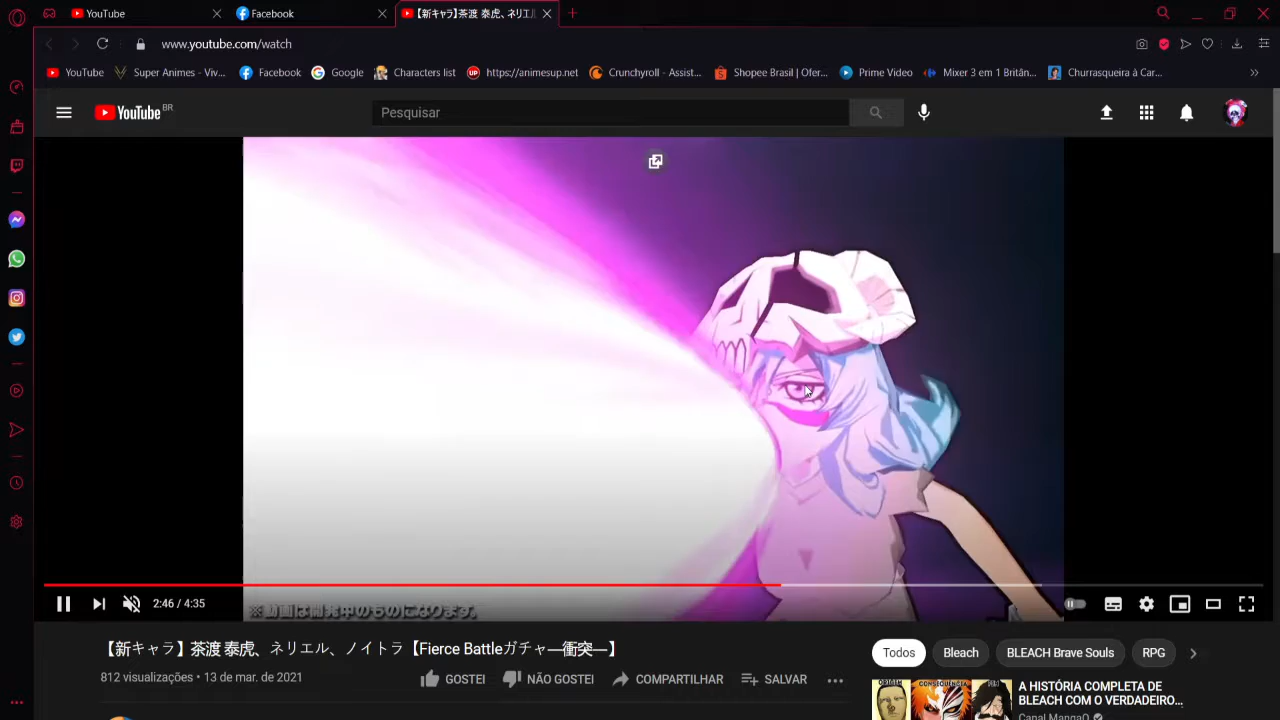 YouTube
Facebook
【新キャラ】茶渡 泰虎、ネリエル
www.youtube.com/watch
YouTube
Super Animes - Viv...
Facebook
Google
Characters list
https://animesup.net
Crunchyroll - Assist...
Shopee Brasil | Ofer...
Prime Video
Mixer 3 em 1 Britân...
Churrasqueira à Car...
YouTube BR
Pesquisar
※動画は開発中のものになります。
2:46 / 4:35
【新キャラ】茶渡 泰虎、ネリエル、ノイトラ【Fierce Battleガチャ―衝突―】
812 visualizações • 13 de mar. de 2021
GOSTEI
NÃO GOSTEI
COMPARTILHAR
SALVAR
Todos
Bleach
BLEACH Brave Souls
RPG
A HISTÓRIA COMPLETA DE
BLEACH COM O VERDADEIRO...
Canal MangaQ